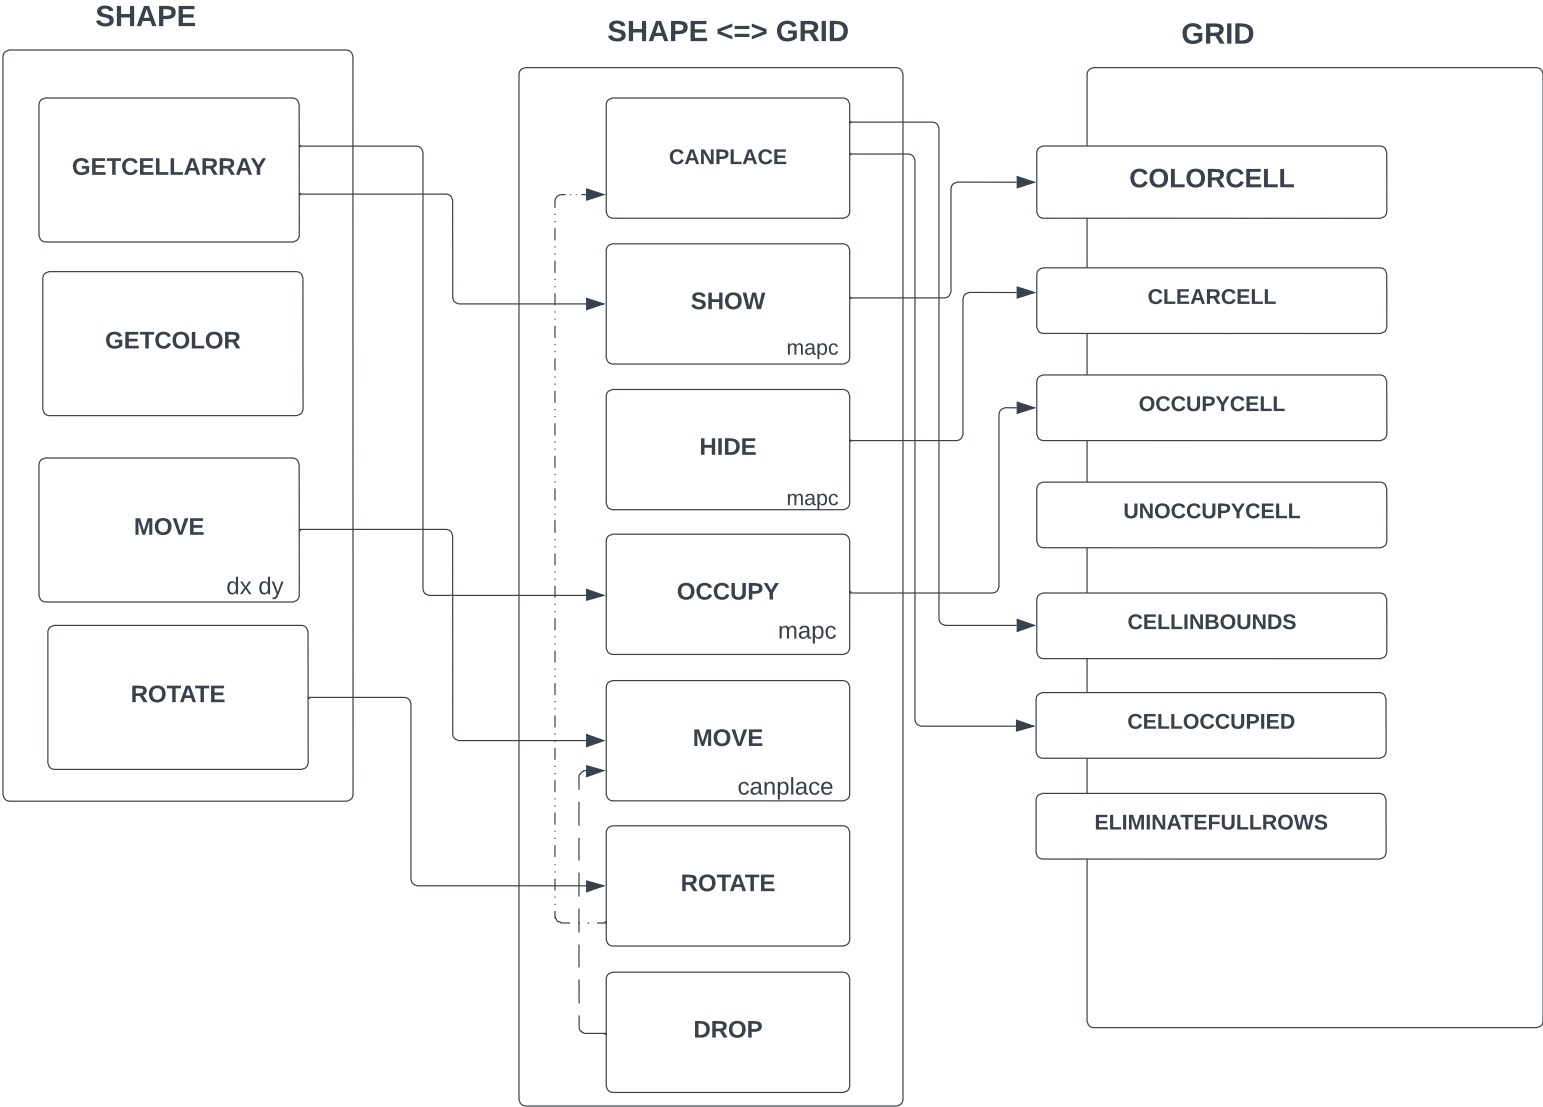 SHAPE
GETCELLARRAY
GETCOLOR
MOVE
dx dy
ROTATE
SHAPE <=> GRID
CANPLACE
SHOW
mapc
HIDE
mapc
OCCUPY
mapc
MOVE
canplace
ROTATE
DROP
GRID
COLORCELL
CLEARCELL
OCCUPYCELL
UNOCCUPYCELL
CELLINBOUNDS
CELLOCCUPIED
ELIMINATEFULLROWS